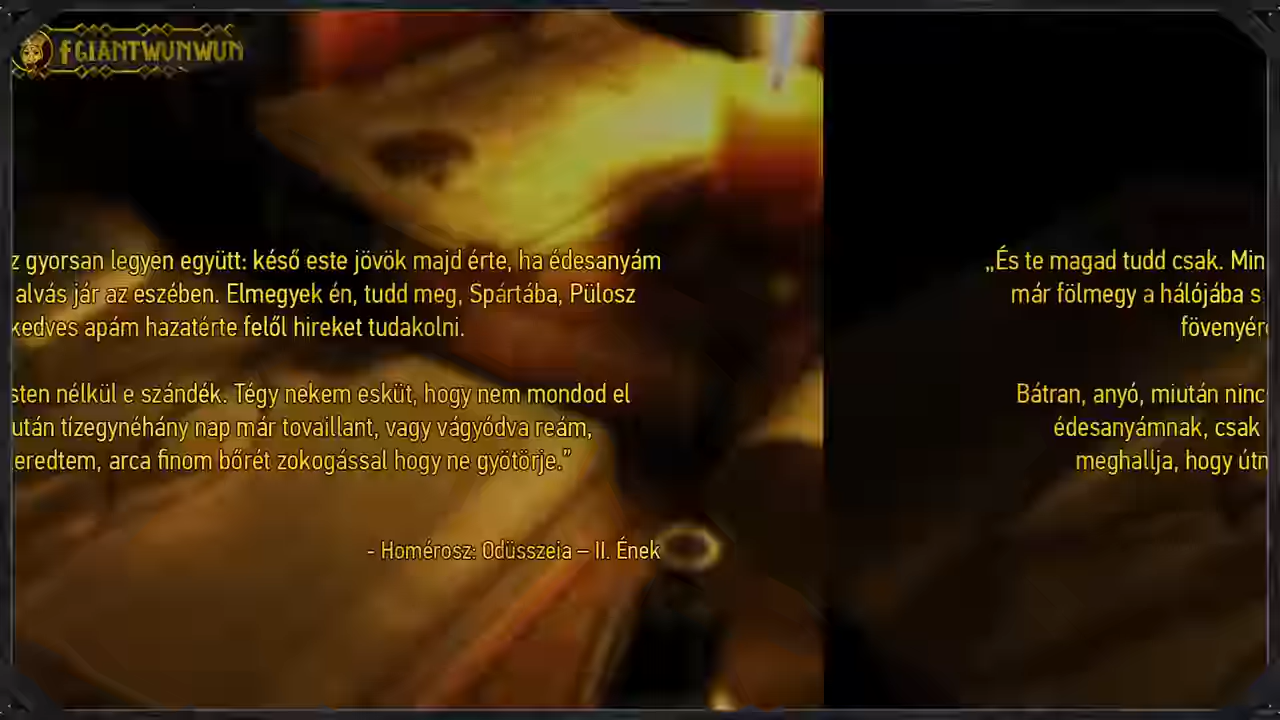 fGIANTWUNWUN
z gyorsan legyen együtt: késő este jövök majd érte, ha édesanyám
alvás jár az eszében. Elmegyek én, tudd meg, Spártába, Pülosz
kedves apám hazatérte felől hireket tudakolni.
sten nélkül e szándék. Tégy nekem esküt, hogy nem mondod el
után tízegynéhány nap már tovaillant, vagy vágyódva reám,
eredtem, arca finom bőrét zokogással hogy ne gyötörje.”
- Homérosz: Odüsszeia – II. Ének
„És te magad tudd csak. Min
már fölmegy a hálójába s
fövenyér
Bátran, anyó, miután ninc
édesanyámnak, csak
meghallja, hogy útn